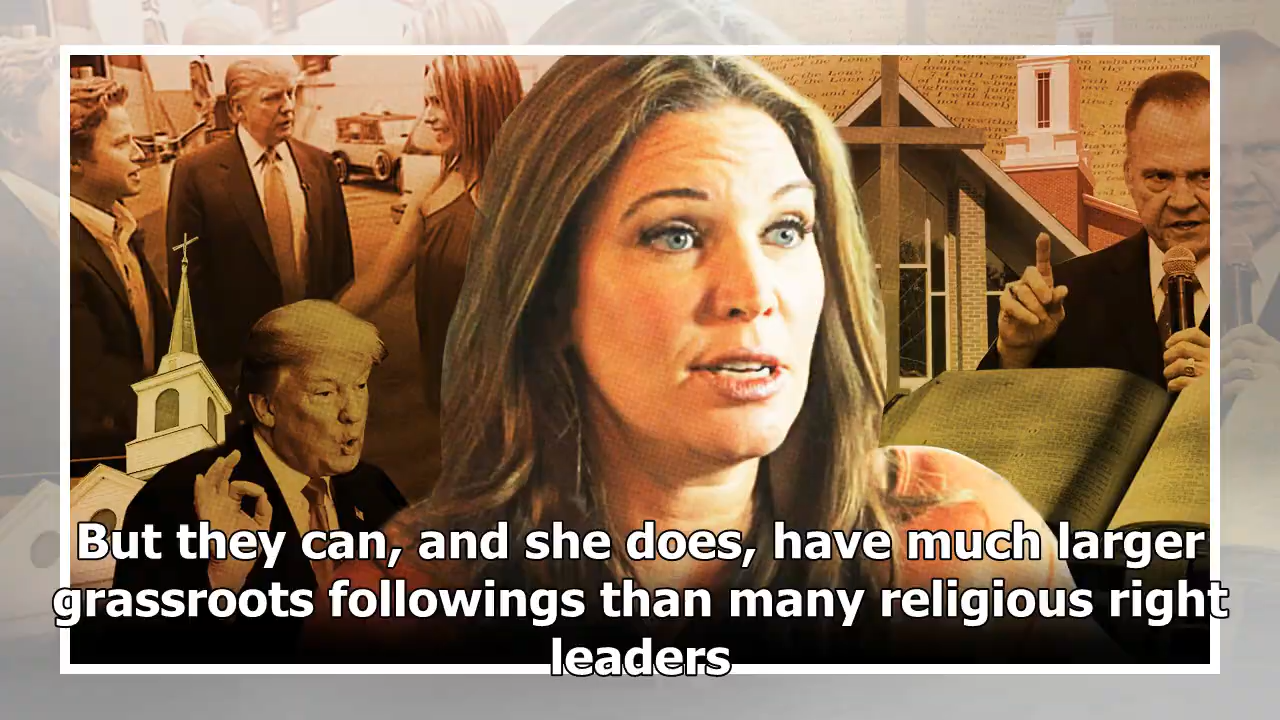 But they can, and she does, have much larger
grassroots followings than many religious right
leaders